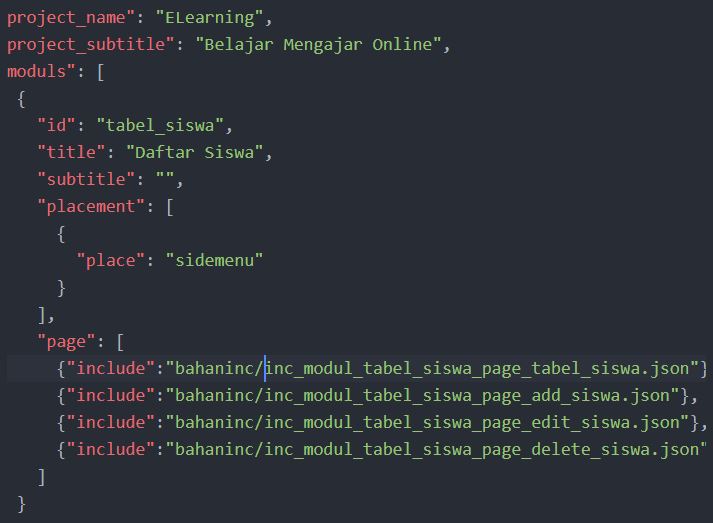 project_name": "ELearning",
project_subtitle": "Belajar Mengajar Online",
moduls": [
{
"id": "tabel_siswa",
"title": "Daftar Siswa",
"subtitle": "",
"placement": [
{
"place": "sidemenu"
}
],
"page": [
{"include":"bahaninc/inc_modul_tabel_siswa_page_tabel_siswa.json"}
{"include":"bahaninc/inc_modul_tabel_siswa_page_add_siswa.json"},
{"include":"bahaninc/inc_modul_tabel_siswa_page_edit_siswa.json"},
{"include":"bahaninc/inc_modul_tabel_siswa_page_delete_siswa.json"
]
}